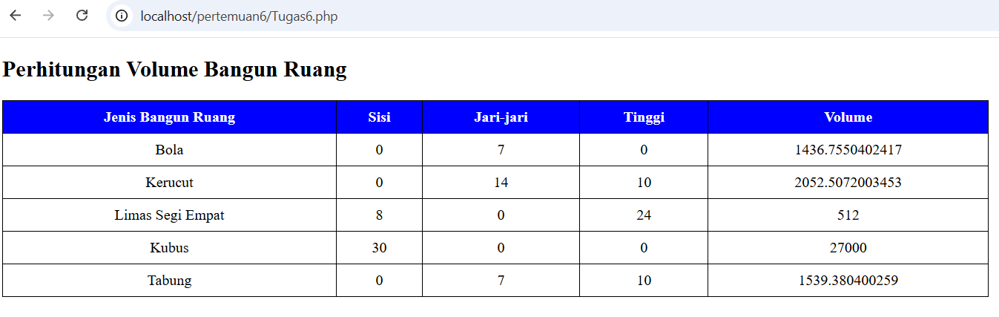 localhost/pertemuan6/Tugas6.php
Perhitungan Volume Bangun Ruang
Jenis Bangun Ruang Sisi Jari-jari Tinggi Volume
Bola 0 7 0 1436.7550402417
Kerucut 0 14 10 2052.5072003453
Limas Segi Empat 8 0 24 512
Kubus 30 0 0 27000
Tabung 0 7 10 1539.380400259